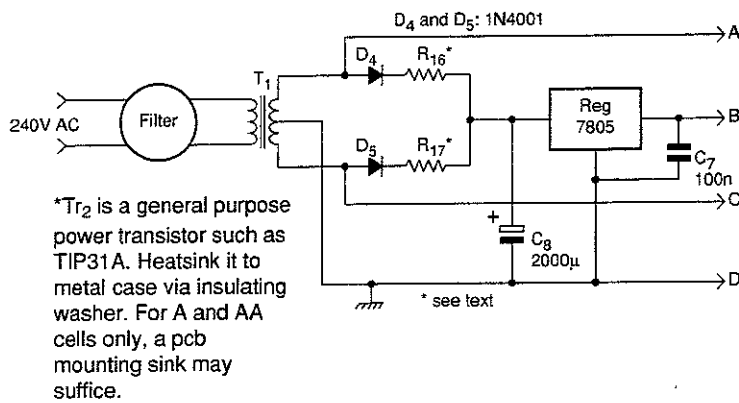 D4 and D5: 1N4001
A
D4
R16*
T1
Reg
7805
B
240V AC
Filter
D5
R17*
C7
100n
C
*Tr2 is a general purpose
power transistor such as
TIP31A. Heatsink it to
metal case via insulating
washer. For A and AA
cells only, a pcb
mounting sink may
suffice.
+
C8
2000μ
D
* see text